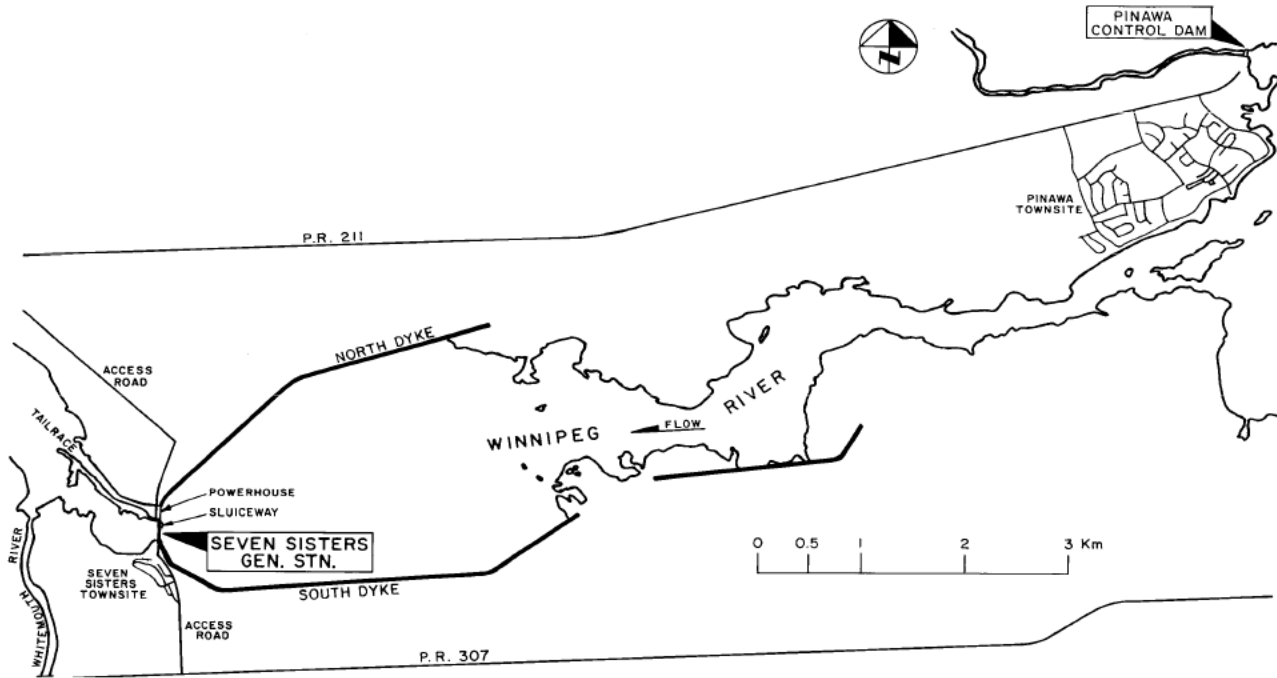 PINAWA
CONTROL DAM
N
PINAWA
TOWNSITE
P.R. 211
NORTH DYKE
ACCESS
ROAD
TAILRACE
RIVER
WINNIPEG
FLOW
POWERHOUSE
SLUICEWAY
SEVEN SISTERS
GEN. STN.
0 0.5 1 2 3 Km
RIVER
WHITEMOUTH
SEVEN
SISTERS
TOWNSITE
SOUTH DYKE
ACCESS
ROAD
P.R. 307